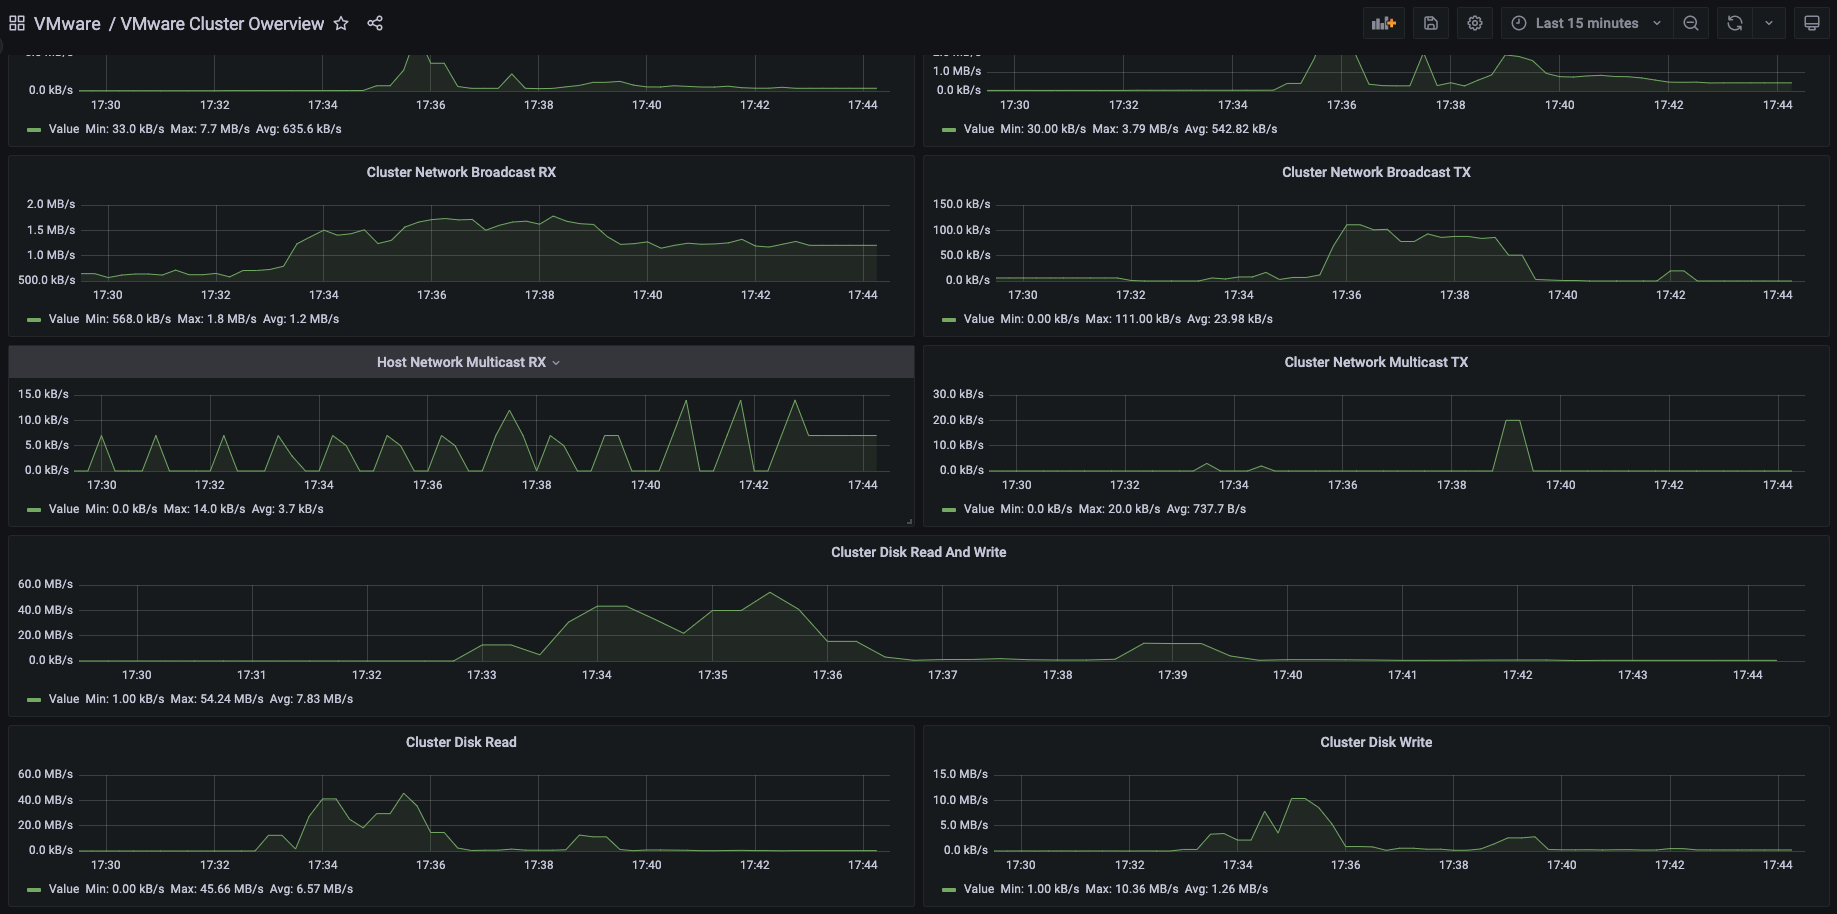 VMware / VMware Cluster Owerview
Last 15 minutes
0.0 kB/s
17:30 17:32 17:34 17:36 17:38 17:40 17:42 17:44
Value Min: 33.0 kB/s Max: 7.7 MB/s Avg: 635.6 kB/s
1.0 MB/s
0.0 kB/s
17:30 17:32 17:34 17:36 17:38 17:40 17:42 17:44
Value Min: 30.00 kB/s Max: 3.79 MB/s Avg: 542.82 kB/s
Cluster Network Broadcast RX
2.0 MB/s
1.5 MB/s
1.0 MB/s
500.0 kB/s
17:30 17:32 17:34 17:36 17:38 17:40 17:42 17:44
Value Min: 568.0 kB/s Max: 1.8 MB/s Avg: 1.2 MB/s
Cluster Network Broadcast TX
150.0 kB/s
100.0 kB/s
50.0 kB/s
0.0 kB/s
17:30 17:32 17:34 17:36 17:38 17:40 17:42 17:44
Value Min: 0.00 kB/s Max: 111.00 kB/s Avg: 23.98 kB/s
Host Network Multicast RX
15.0 kB/s
10.0 kB/s
5.0 kB/s
0.0 kB/s
17:30 17:32 17:34 17:36 17:38 17:40 17:42 17:44
Value Min: 0.0 kB/s Max: 14.0 kB/s Avg: 3.7 kB/s
Cluster Network Multicast TX
30.0 kB/s
20.0 kB/s
10.0 kB/s
0.0 kB/s
17:30 17:32 17:34 17:36 17:38 17:40 17:42 17:44
Value Min: 0.0 kB/s Max: 20.0 kB/s Avg: 737.7 B/s
Cluster Disk Read And Write
60.0 MB/s
40.0 MB/s
20.0 MB/s
0.0 kB/s
17:30 17:31 17:32 17:33 17:34 17:35 17:36 17:37 17:38 17:39 17:40 17:41 17:42 17:43 17:44
Value Min: 1.00 kB/s Max: 54.24 MB/s Avg: 7.83 MB/s
Cluster Disk Read
60.0 MB/s
40.0 MB/s
20.0 MB/s
0.0 kB/s
17:30 17:32 17:34 17:36 17:38 17:40 17:42 17:44
Value Min: 0.00 kB/s Max: 45.66 MB/s Avg: 6.57 MB/s
Cluster Disk Write
15.0 MB/s
10.0 MB/s
5.0 MB/s
0.0 kB/s
17:30 17:32 17:34 17:36 17:38 17:40 17:42 17:44
Value Min: 1.00 kB/s Max: 10.36 MB/s Avg: 1.26 MB/s